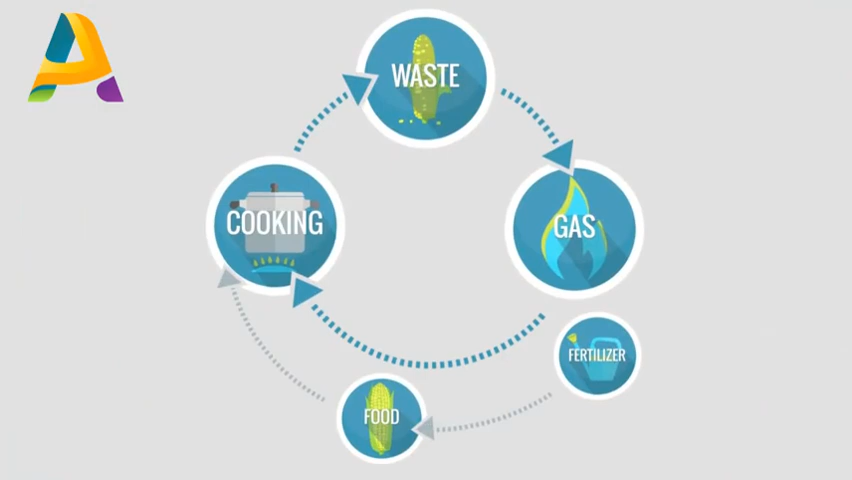 WASTE
COOKING
GAS
FERTILIZER
FOOD